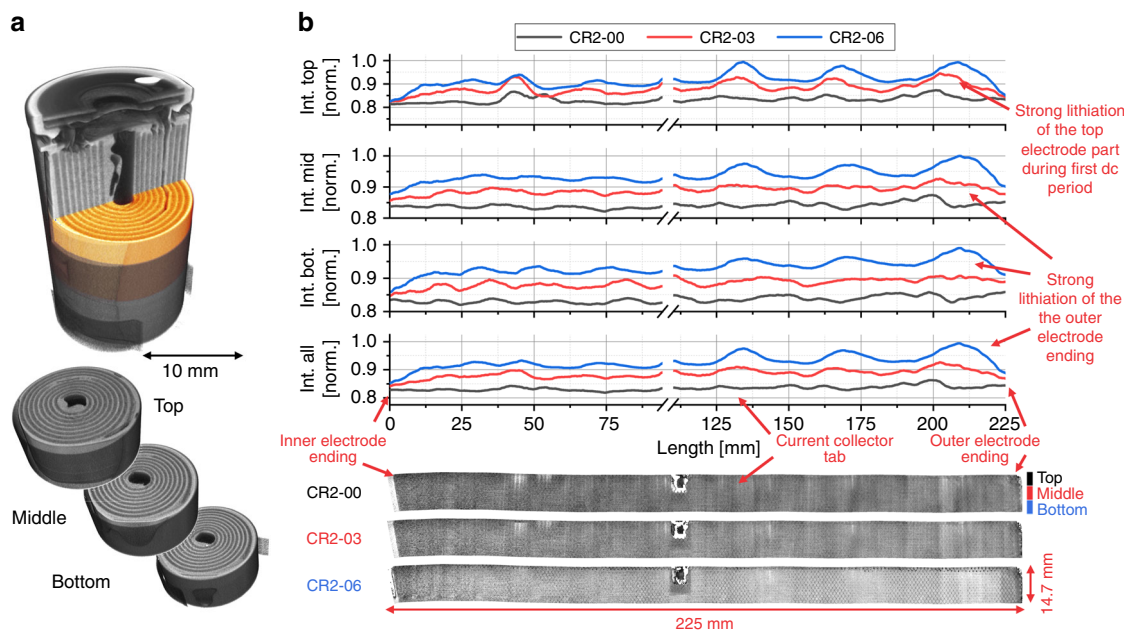 a
10 mm
Top
Middle
Bottom
b
CR2-00
CR2-03
CR2-06
Int. top
[norm.]
1.0
0.9
0.8
Int. mid
[norm.]
1.0
0.9
0.8
Int. bot.
[norm.]
1.0
0.9
0.8
Int. all
[norm.]
1.0
0.9
0.8
0
25
50
75
125
150
175
200
225
Length [mm]
Strong lithiation
of the top
electrode part
during first dc
period
Strong
lithiation of the
the outer
electrode
ending
Inner electrode
ending
Current collector
tab
Outer electrode
ending
CR2-00
CR2-03
CR2-06
Top
Middle
Bottom
14.7 mm
225 mm